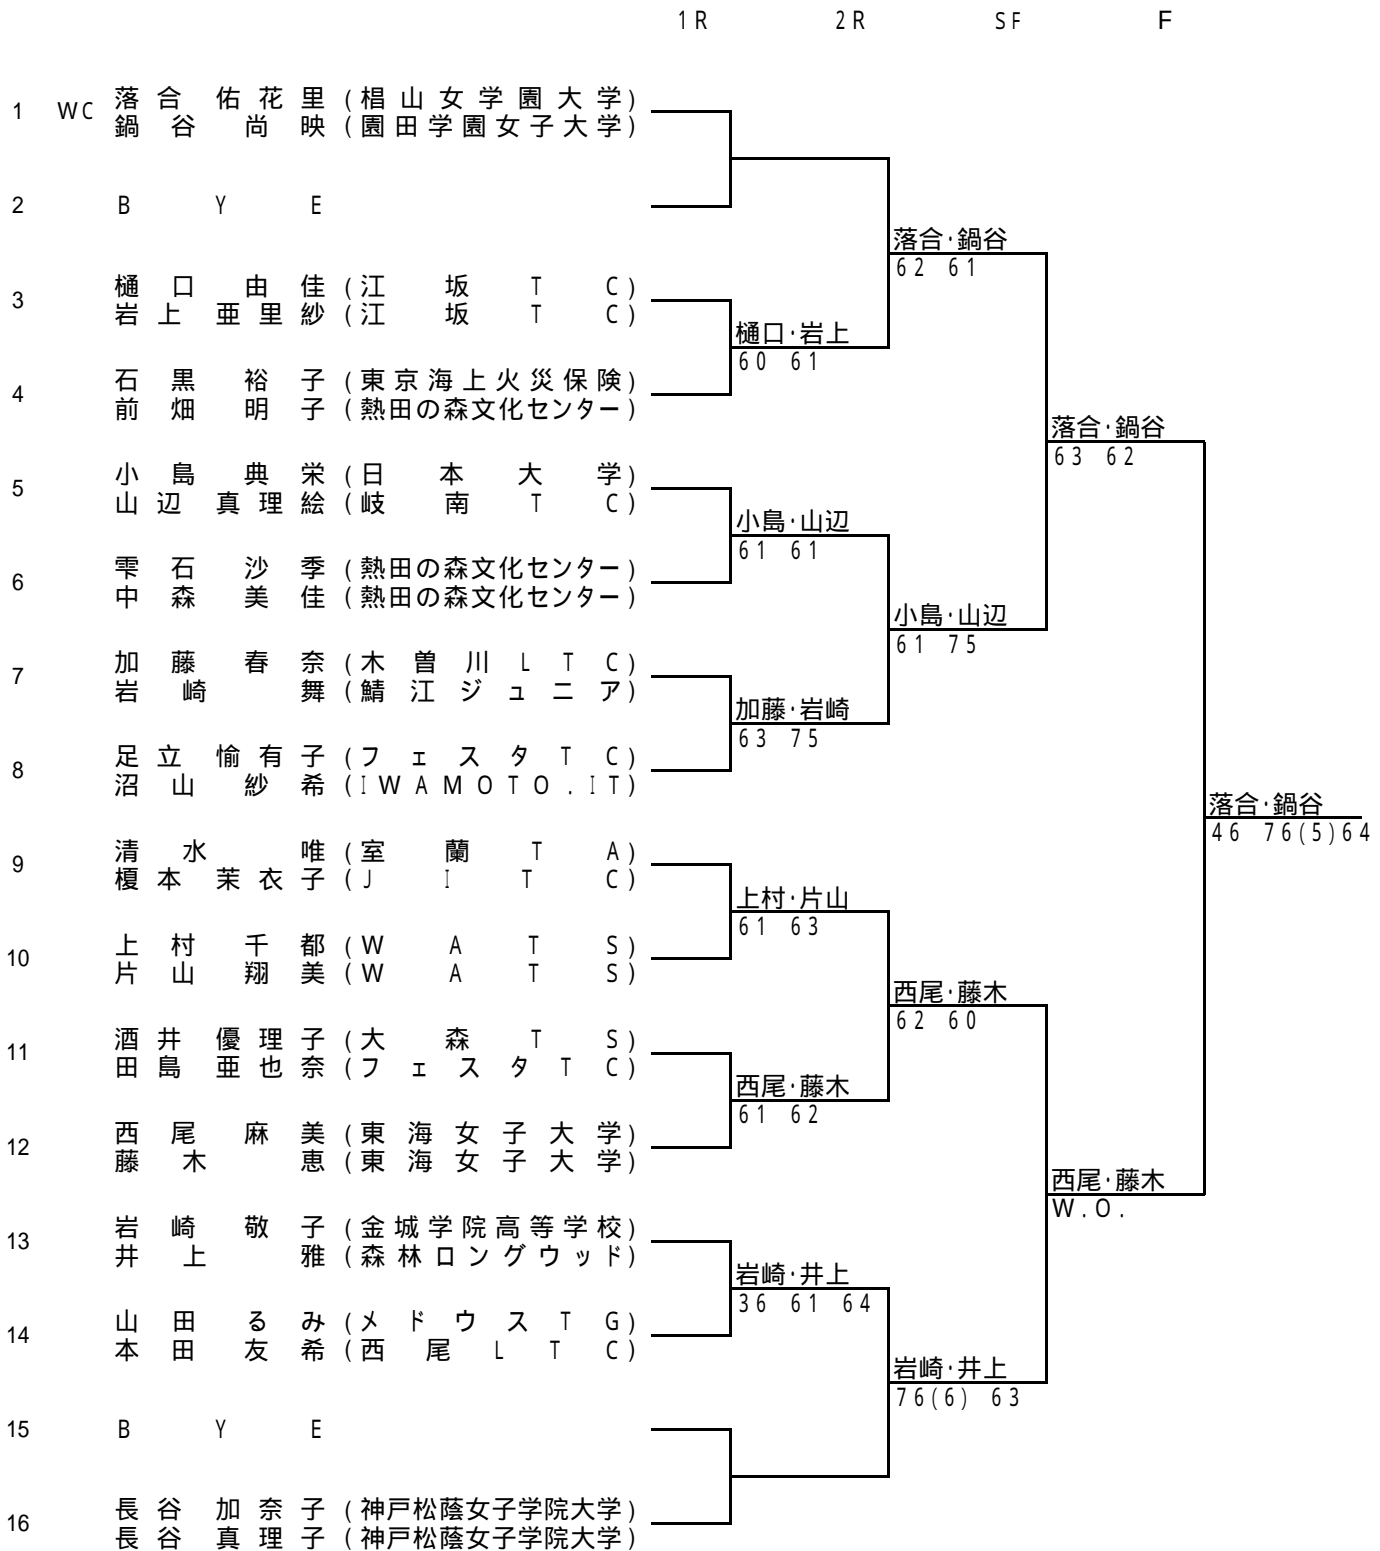 1R 2R SF F
1 WC 落合 佑花里 (椙山女学園大学)
鍋谷 尚映 (園田学園女子大学)
2 BYE
落合·鍋谷
62 61
3 樋口 由佳 (江坂TC)
岩上 亜里紗 (江坂TC)
樋口·岩上
60 61
4 石黒 裕子 (東京海上火災保険)
前畑 明子 (熱田の森文化センター)
落合·鍋谷
63 62
5 小島 典栄 (日本大学)
山辺 真理絵 (岐南TC)
小島·山辺
61 61
6 雫石 沙季 (熱田の森文化センター)
中森 美佳 (熱田の森文化センター)
小島·山辺
61 75
7 加藤 春奈 (木曽川LTC)
岩崎 舞 (鯖江ジュニア)
加藤·岩崎
63 75
8 足立 愉有子 (フェスタTC)
沼山 紗希 (IWAMOTO.IT)
落合·鍋谷
46 76(5)64
9 清水 唯 (室蘭TA)
榎本 茉衣子 (JITC)
上村·片山
61 63
10 上村 千都 (WATS)
片山 翔美 (WATS)
西尾·藤木
62 60
11 酒井 優理子 (大森TS)
田島 亜也奈 (フェスタTC)
西尾·藤木
61 62
12 西尾 麻美 (東海女子大学)
藤木 恵 (東海女子大学)
西尾·藤木
W.O.
13 岩崎 敬子 (金城学院高等学校)
井上 雅 (森林ロングウッド)
岩崎·井上
36 61 64
14 山田 るみ (メドウスTG)
本田 友希 (西尾LTC)
岩崎·井上
76(6) 63
15 BYE
16 長谷 加奈子 (神戸松蔭女子学院大学)
長谷 真理子 (神戸松蔭女子学院大学)